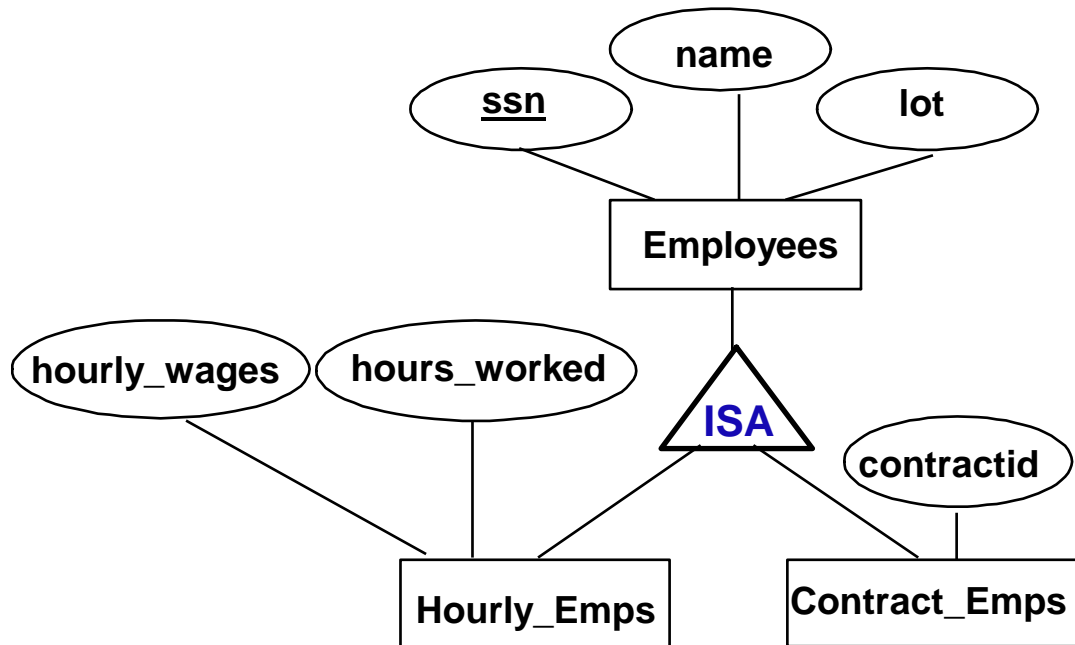 name
ssn
lot
Employees
hourly_wages
hours_worked
ISA
contractid
Hourly_Emps
Contract_Emps